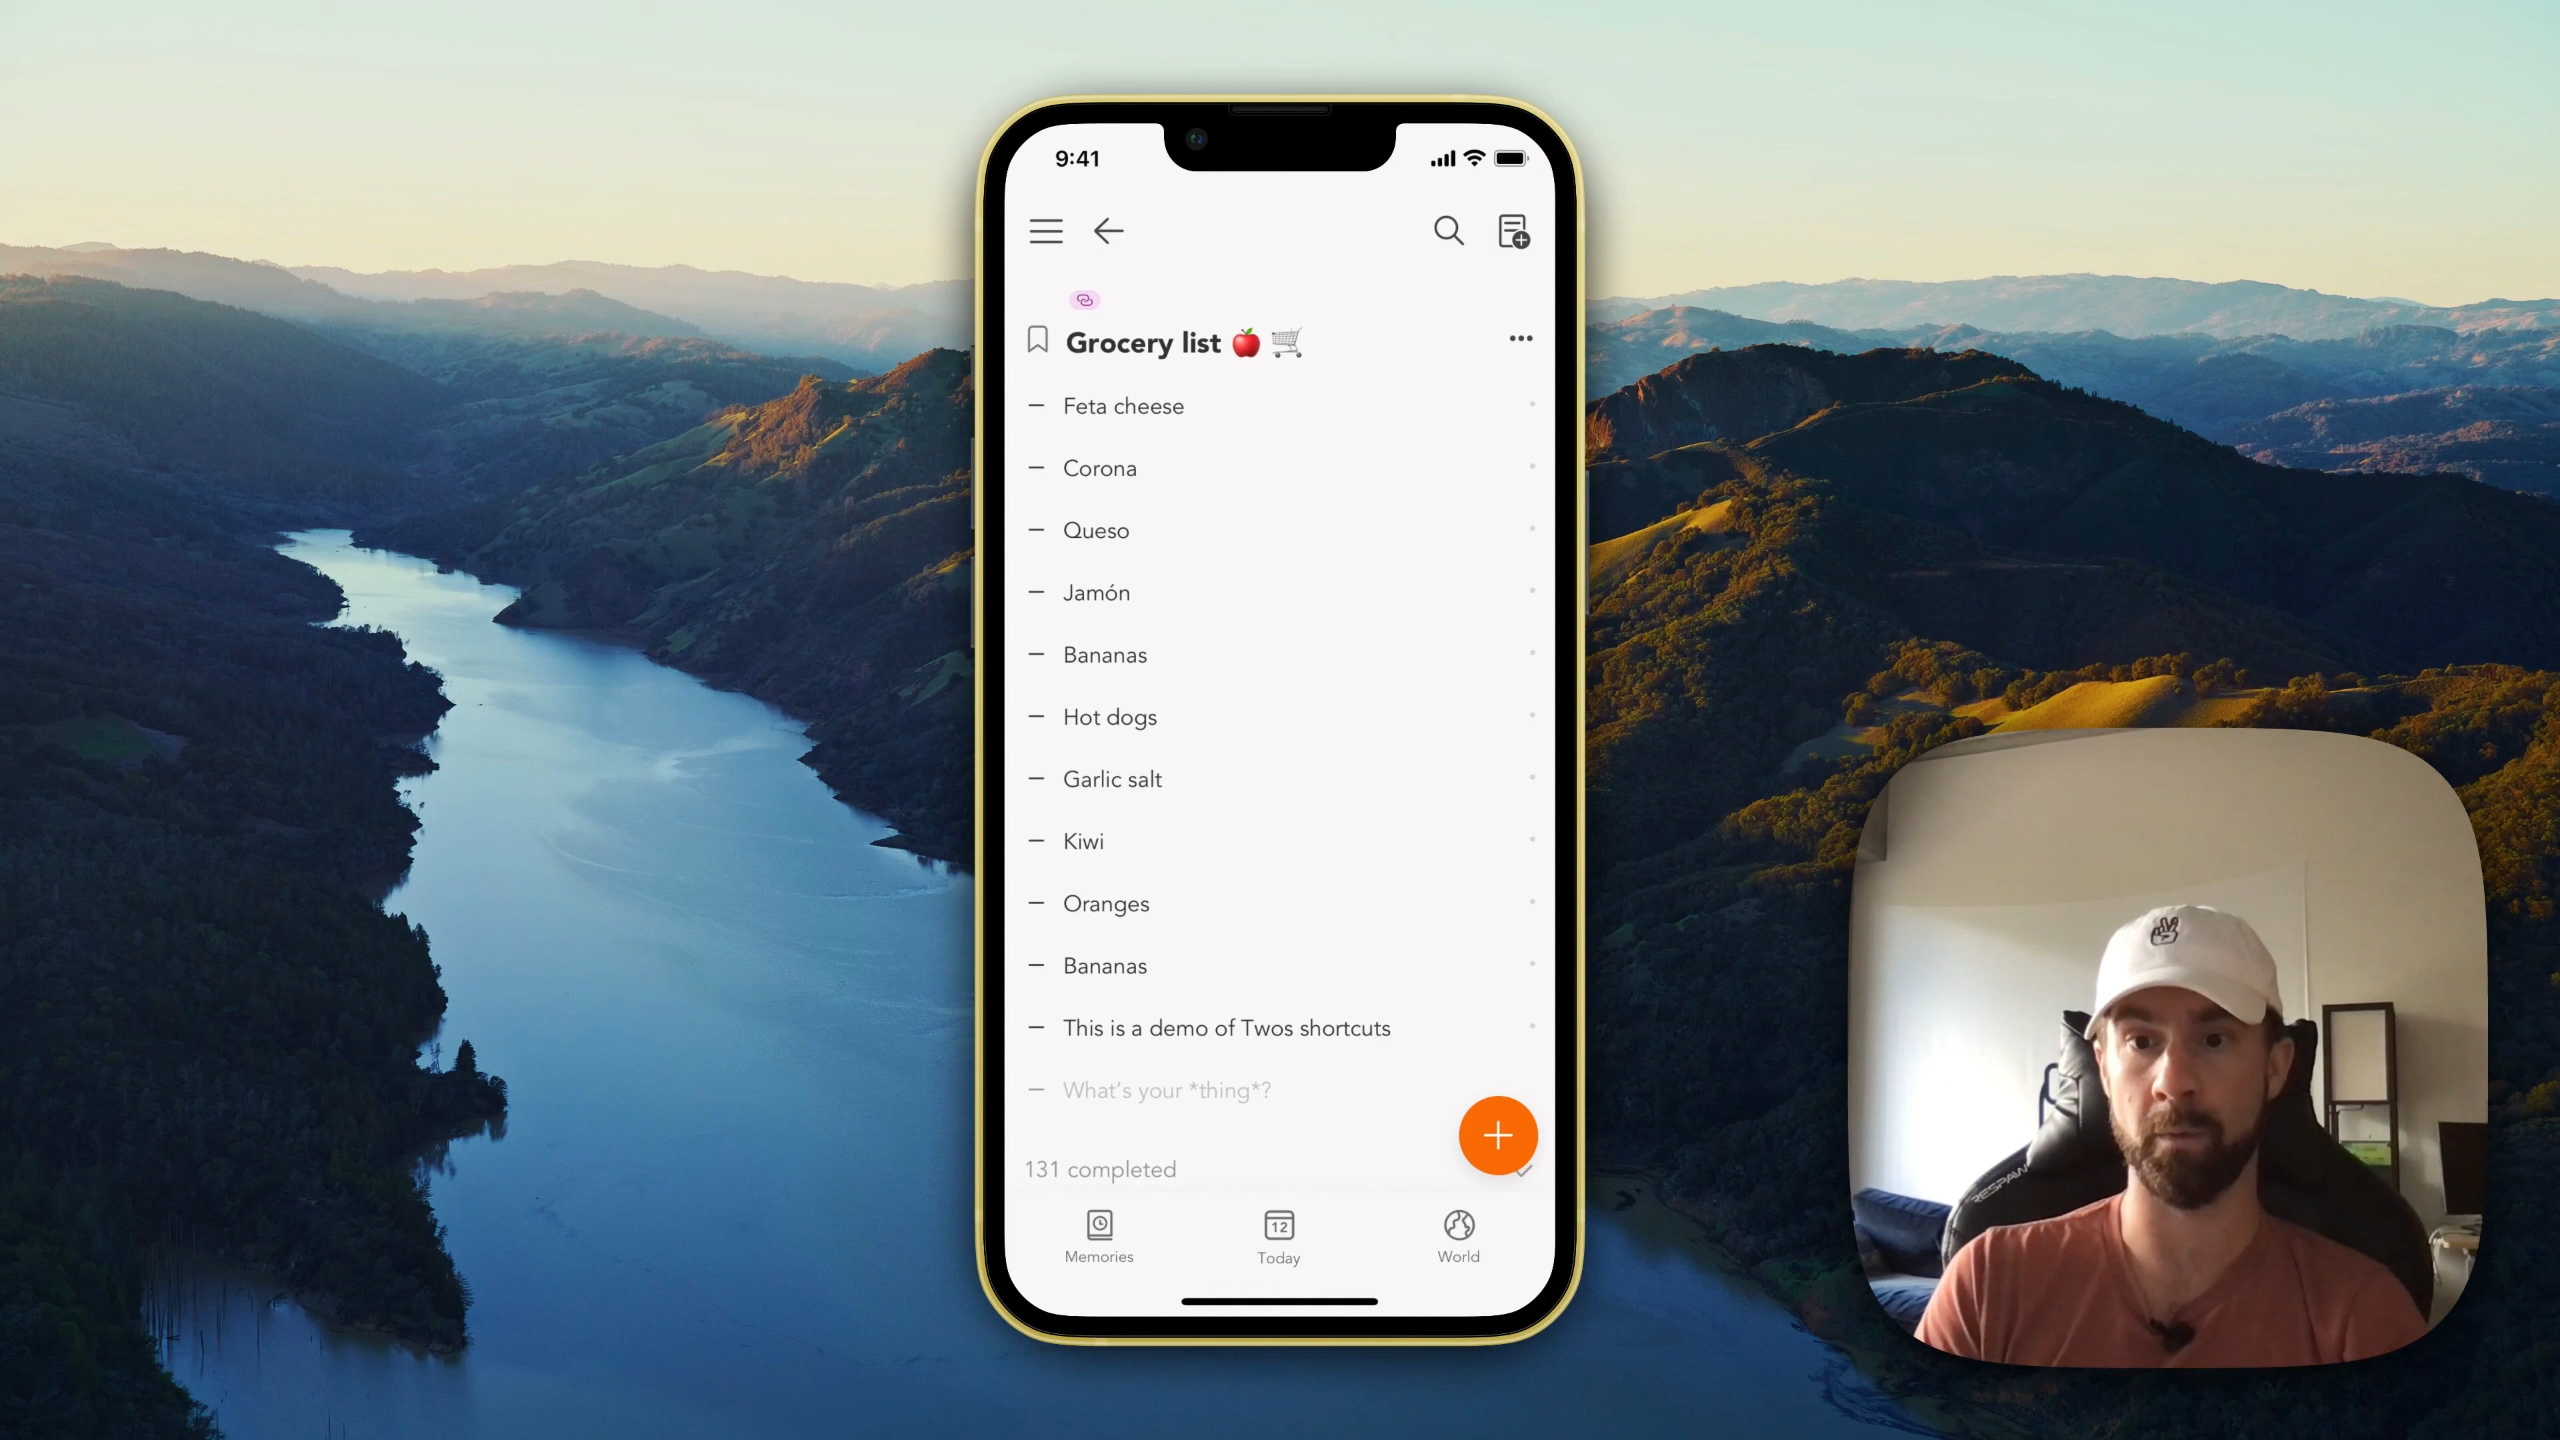 9:41
Grocery list 🍎 🛒
Feta cheese
Corona
Queso
Jamón
Bananas
Hot dogs
Garlic salt
Kiwi
Oranges
Bananas
This is a demo of Twos shortcuts
What's your *thing*?
131 completed
Memories
12
Today
World
RESPAWN